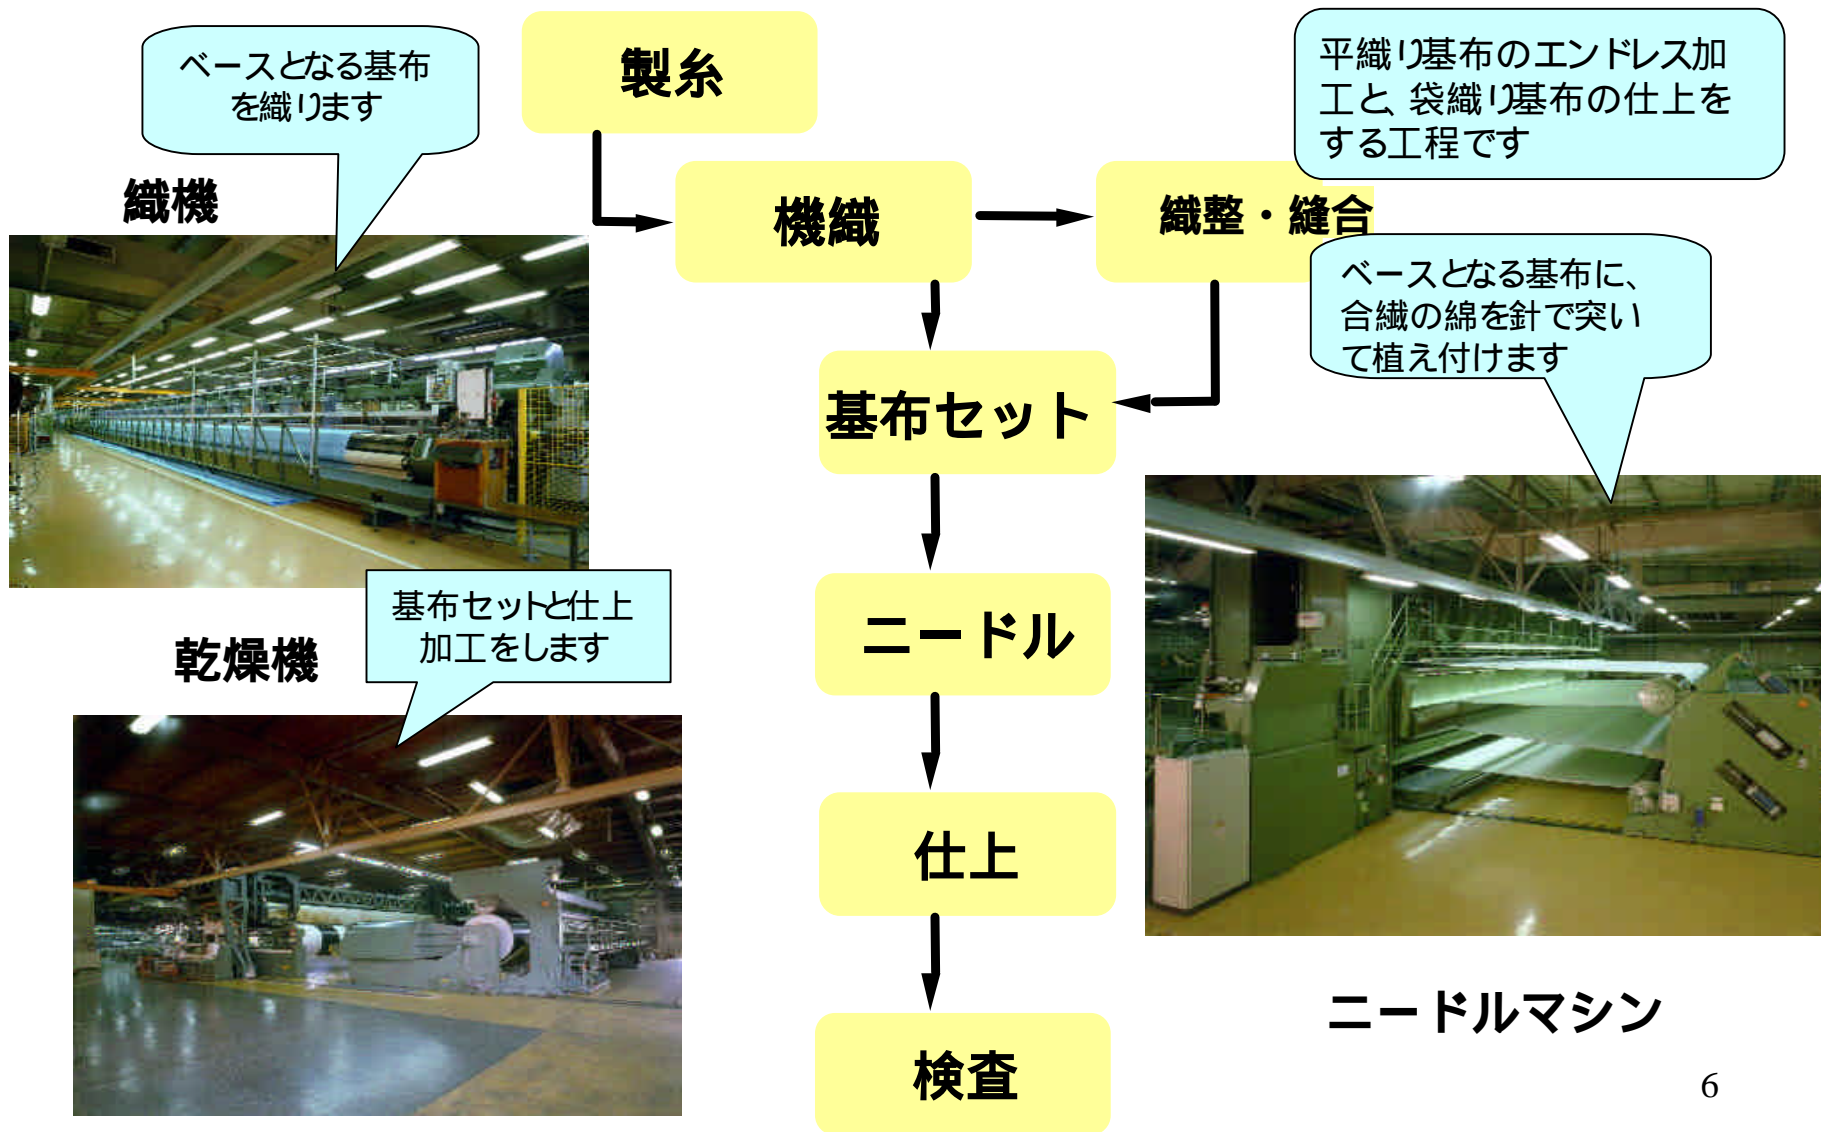 ベースとなる基布
を織ります
製糸
平織り基布のエンドレス加
工と、袋織り基布の仕上を
する工程です
織機
機織
織整・縫合
ベースとなる基布に、
合繊の綿を針で突い
て植え付けます
基布セット
基布セットと仕上
加工をします
乾燥機
ニードル
仕上
ニードルマシン
検査
6